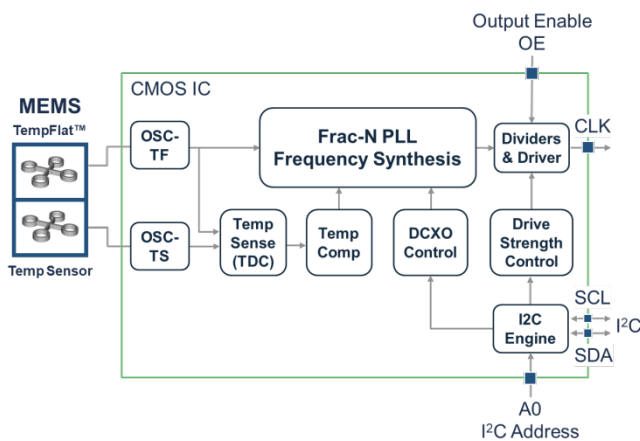 Output Enable
OE
CMOS IC
MEMS
TempFlat™
OSC-
TF
Frac-N PLL
Frequency Synthesis
Dividers
& Driver
CLK
Temp Sensor
OSC-
TS
Temp
Sense
(TDC)
Temp
Comp
DCXO
Control
Drive
Strength
Control
I2C
Engine
SCL
I²C
SDA
A0
I²C Address